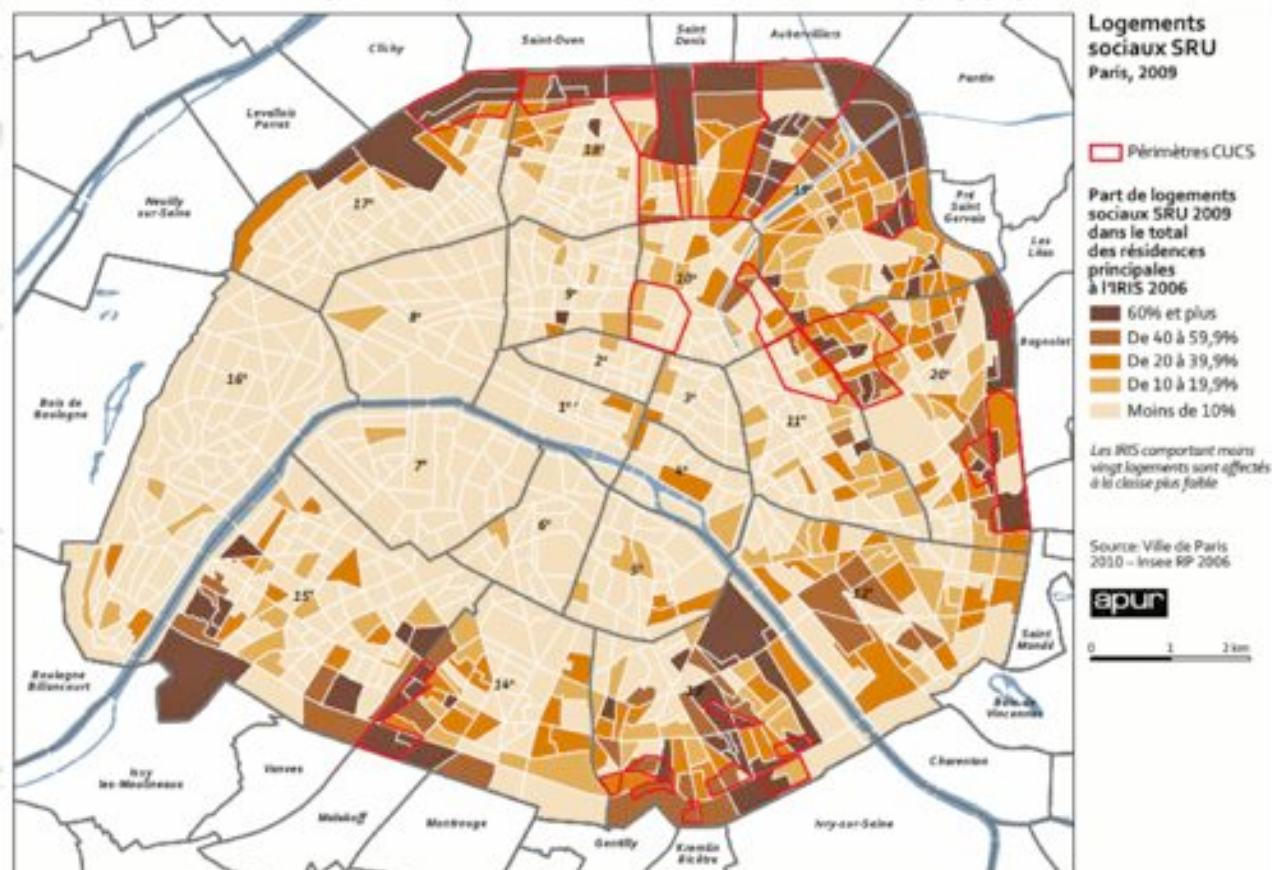 Logements
sociaux SRU
Paris, 2009
Périmètres CUCS
Part de logements
sociaux SRU 2009
dans le total
des résidences
principales
à l'IRIS 2006
60% et plus
De 40 à 59,9%
De 20 à 39,9%
De 10 à 19,9%
Moins de 10%
Les IRIS comportant moins
vingt logements sont affectés
à la classe plus faible
Source: Ville de Paris
2010 – Insee RP 2006
apur
0 1 2 km
Clichy
Saint-Ouen
Saint
Denis
Aubervilliers
Pantin
Levallois
Perret
Neuilly
sur-Seine
Pré
Saint
Gervais
Les
Lilas
Bagnolet
Bois de
Boulogne
18e
17e
19e
10e
9e
8e
2e
16e
1er
3e
20e
11e
7e
4e
6e
5e
12e
15e
14e
13e
Saint
Mandé
Bois de
Vincennes
Boulogne
Billancourt
Issy
les-Moulineaux
Vanves
Malakoff
Montrouge
Gentilly
Kremlin
Bicêtre
Ivry-sur-Seine
Charenton